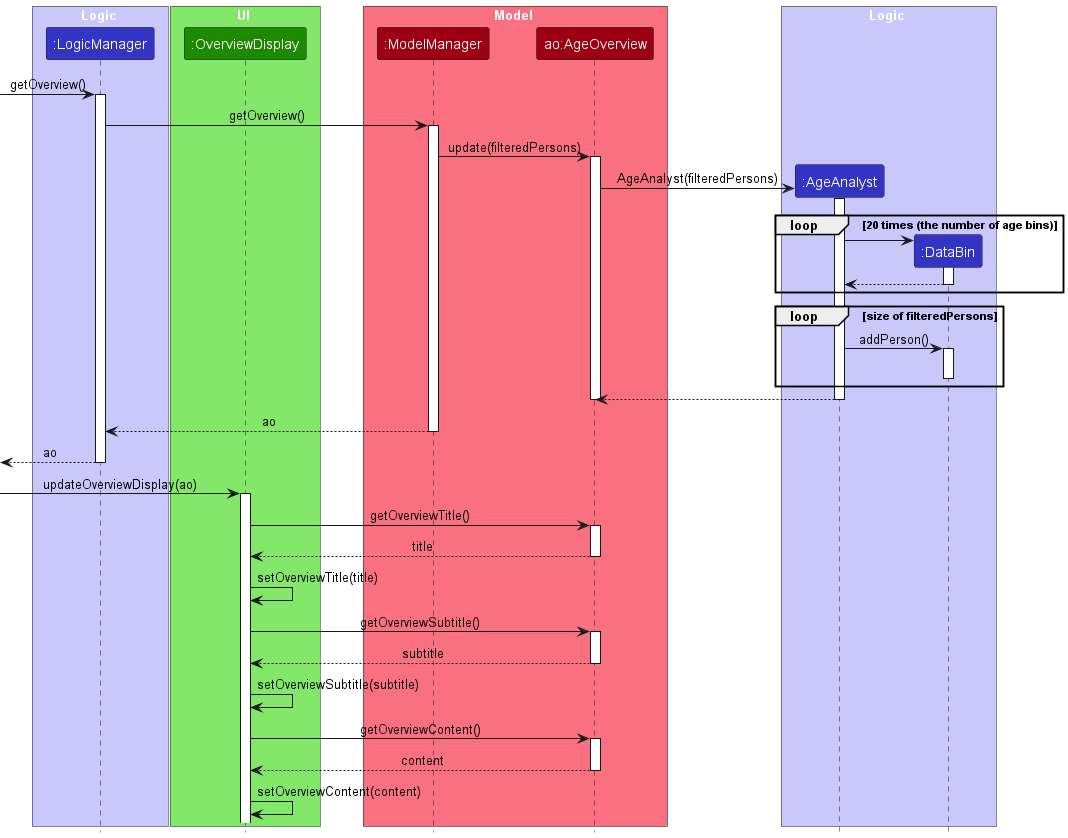 Logic
UI
Model
Logic
:LogicManager
:OverviewDisplay
:ModelManager
ao:AgeOverview
getOverview()
getOverview()
update(filteredPersons)
AgeAnalyst(filteredPersons)
:AgeAnalyst
loop
[20 times (the number of age bins)]
:DataBin
loop
[size of filteredPersons]
addPerson()
ao
ao
updateOverviewDisplay(ao)
getOverviewTitle()
title
setOverviewTitle(title)
getOverviewSubtitle()
subtitle
setOverviewSubtitle(subtitle)
getOverviewContent()
content
setOverviewContent(content)